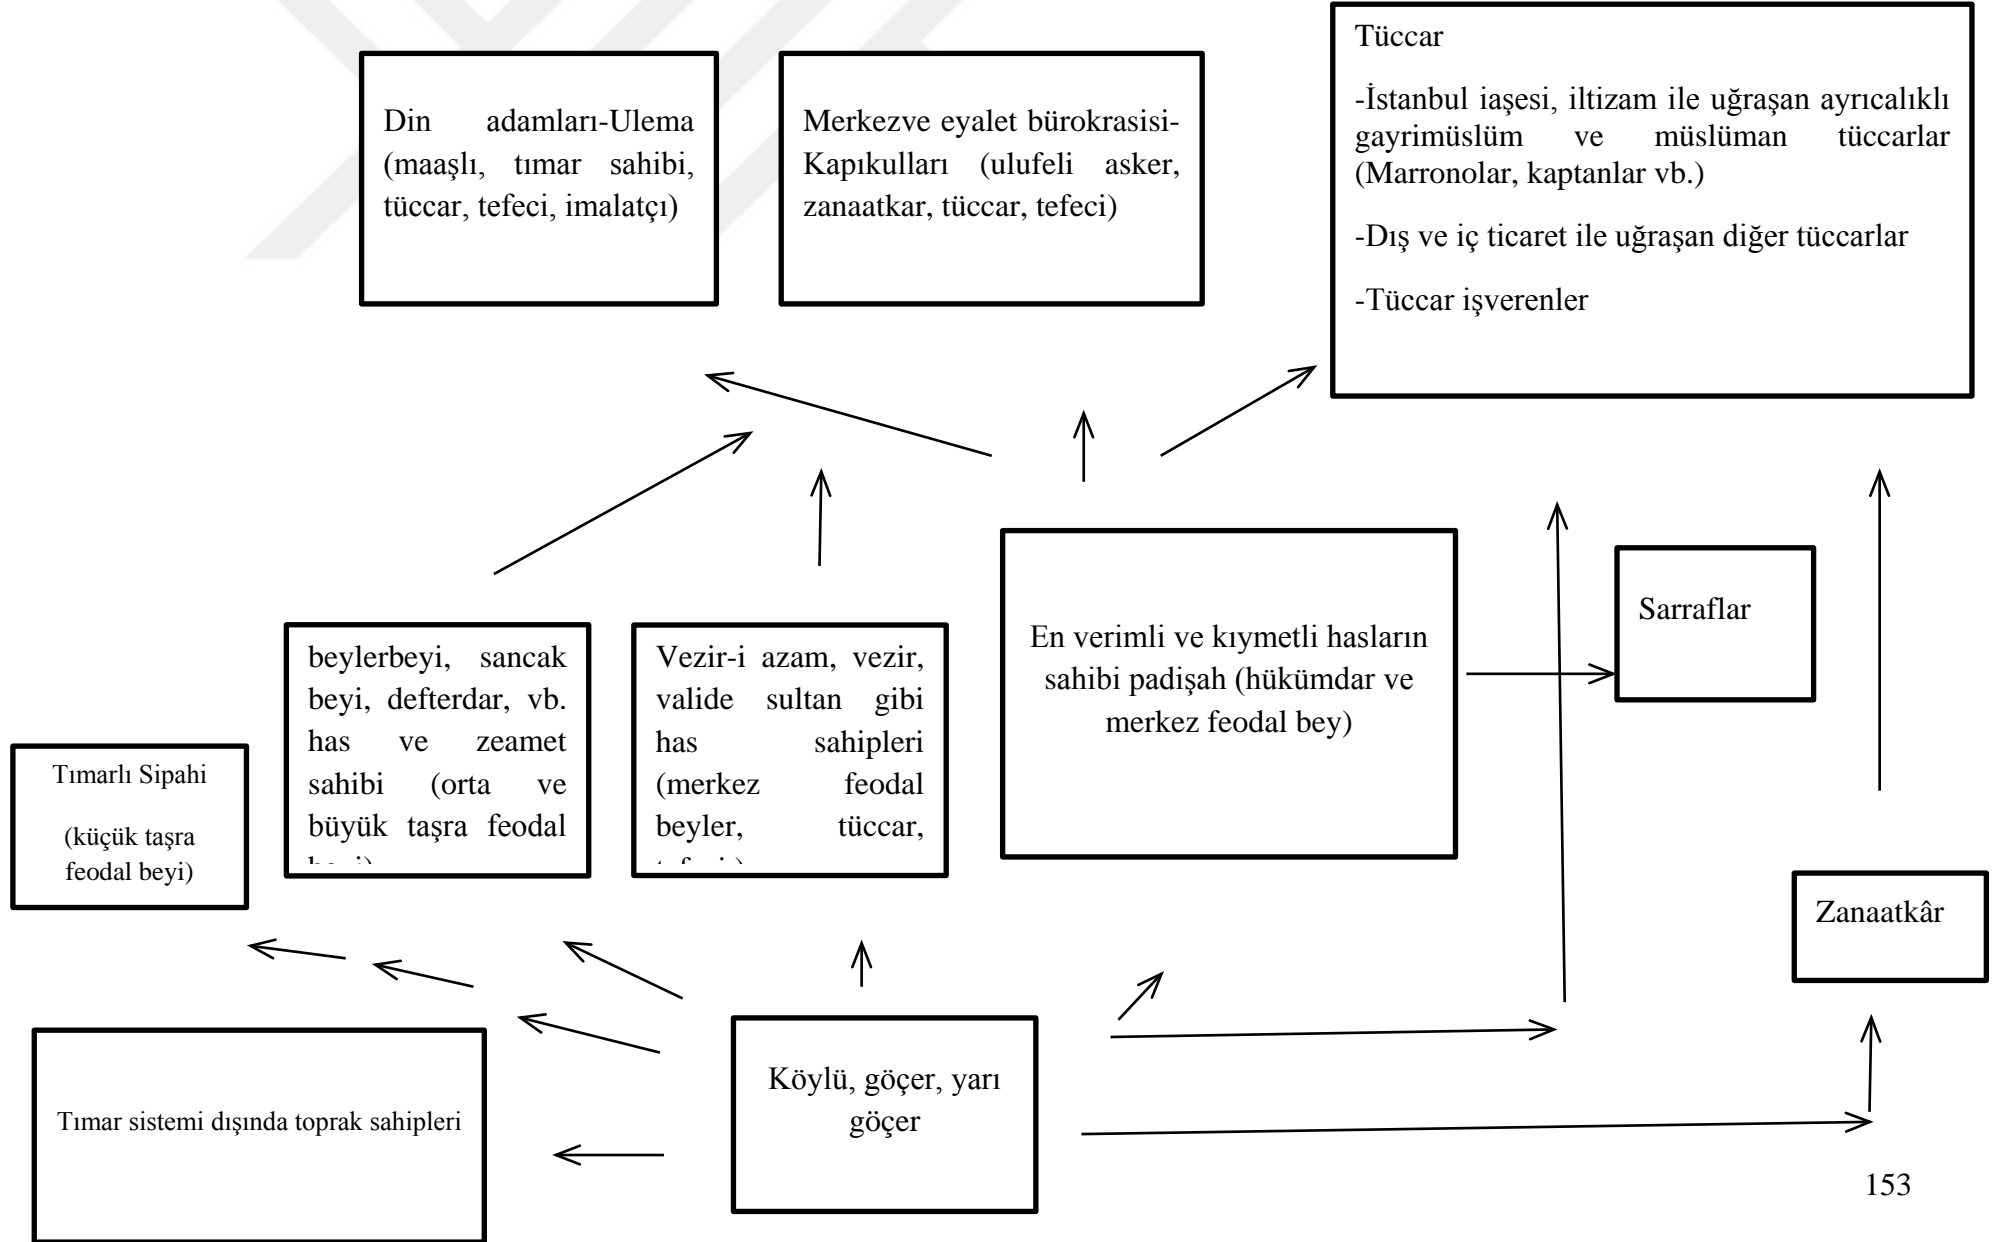 Din adamları-Ulema
(maaşlı, tımar sahibi,
tüccar, tefeci, imalatçı)
Merkezve eyalet bürokrasisi-
Kapıkulları (ulufeli asker,
zanaatkar, tüccar, tefeci)
Tüccar
-İstanbul iaşesi, iltizam ile uğraşan ayrıcalıklı
gayrimüslüm ve müslüman tüccarlar
(Marronolar, kaptanlar vb.)
-Dış ve iç ticaret ile uğraşan diğer tüccarlar
-Tüccar işverenler
Tımarlı Sipahi
(küçük taşra
feodal beyi)
beylerbeyi, sancak
beyi, defterdar, vb.
has ve zeamet
sahibi (orta ve
büyük taşra feodal
Vezir-i azam, vezir,
valide sultan gibi
has sahipleri
(merkez feodal
beyler, tüccar,
En verimli ve kıymetli hasların
sahibi padişah (hükümdar ve
merkez feodal bey)
Sarraflar
Zanaatkâr
Tımar sistemi dışında toprak sahipleri
Köylü, göçer, yarı
göçer
153